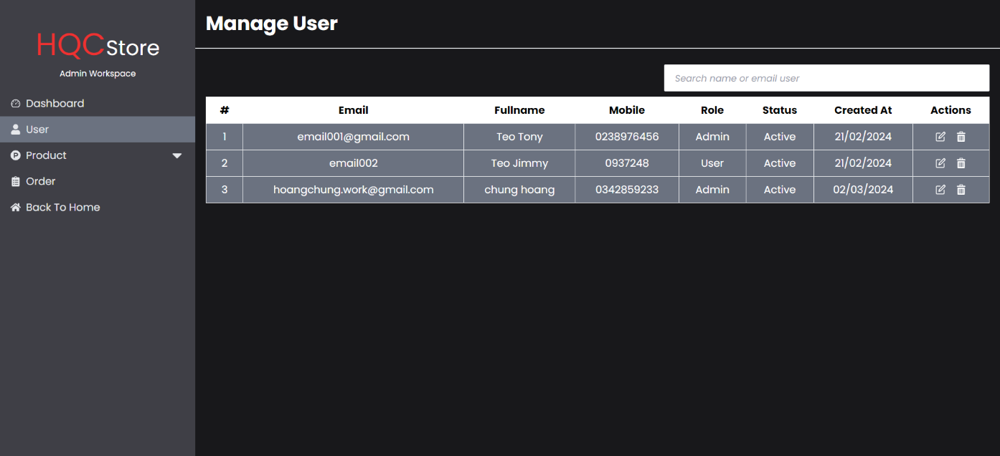 HQCStore
Admin Workspace
Dashboard
User
Product
Order
Back To Home
Manage User
Search name or email user
# Email Fullname Mobile Role Status Created At Actions
1 email001@gmail.com Teo Tony 0238976456 Admin Active 21/02/2024
2 email002 Teo Jimmy 0937248 User Active 21/02/2024
3 hoangchung.work@gmail.com chung hoang 0342859233 Admin Active 02/03/2024